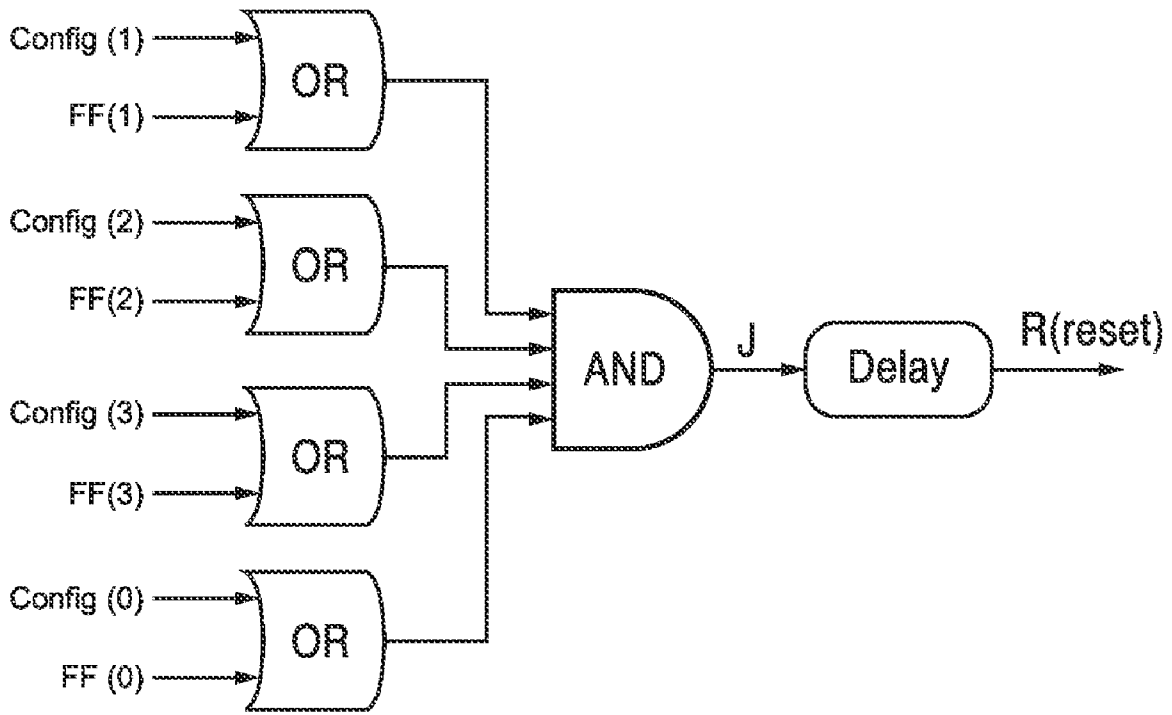 Config (1)
FF(1)
OR
Config (2)
FF(2)
OR
Config (3)
FF(3)
OR
Config (0)
FF (0)
OR
AND
J
Delay
R(reset)